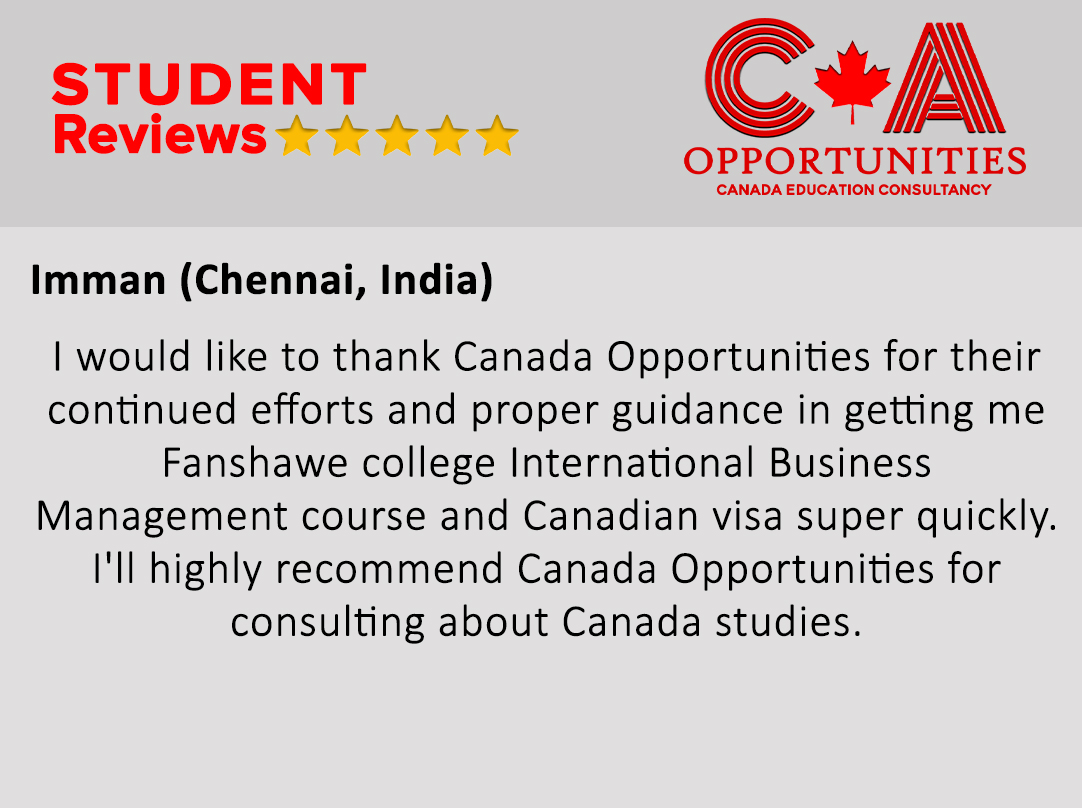 STUDENT
Reviews
CA
OPPORTUNITIES
CANADA EDUCATION CONSULTANCY
Imman (Chennai, India)
I would like to thank Canada Opportunities for their
continued efforts and proper guidance in getting me
Fanshawe college International Business
Management course and Canadian visa super quickly.
I'll highly recommend Canada Opportunities for
consulting about Canada studies.